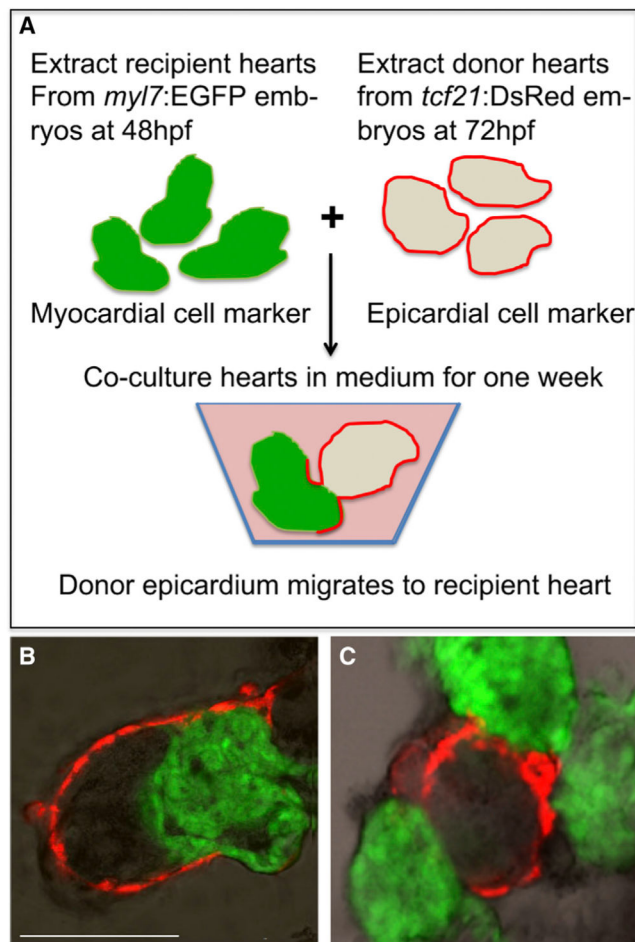 A
Extract recipient hearts
From myl7:EGFP emb-
ryos at 48hpf
Extract donor hearts
from tcf21:DsRed em-
bryos at 72hpf
+
Myocardial cell marker
Epicardial cell marker
Co-culture hearts in medium for one week
Donor epicardium migrates to recipient heart
B
C